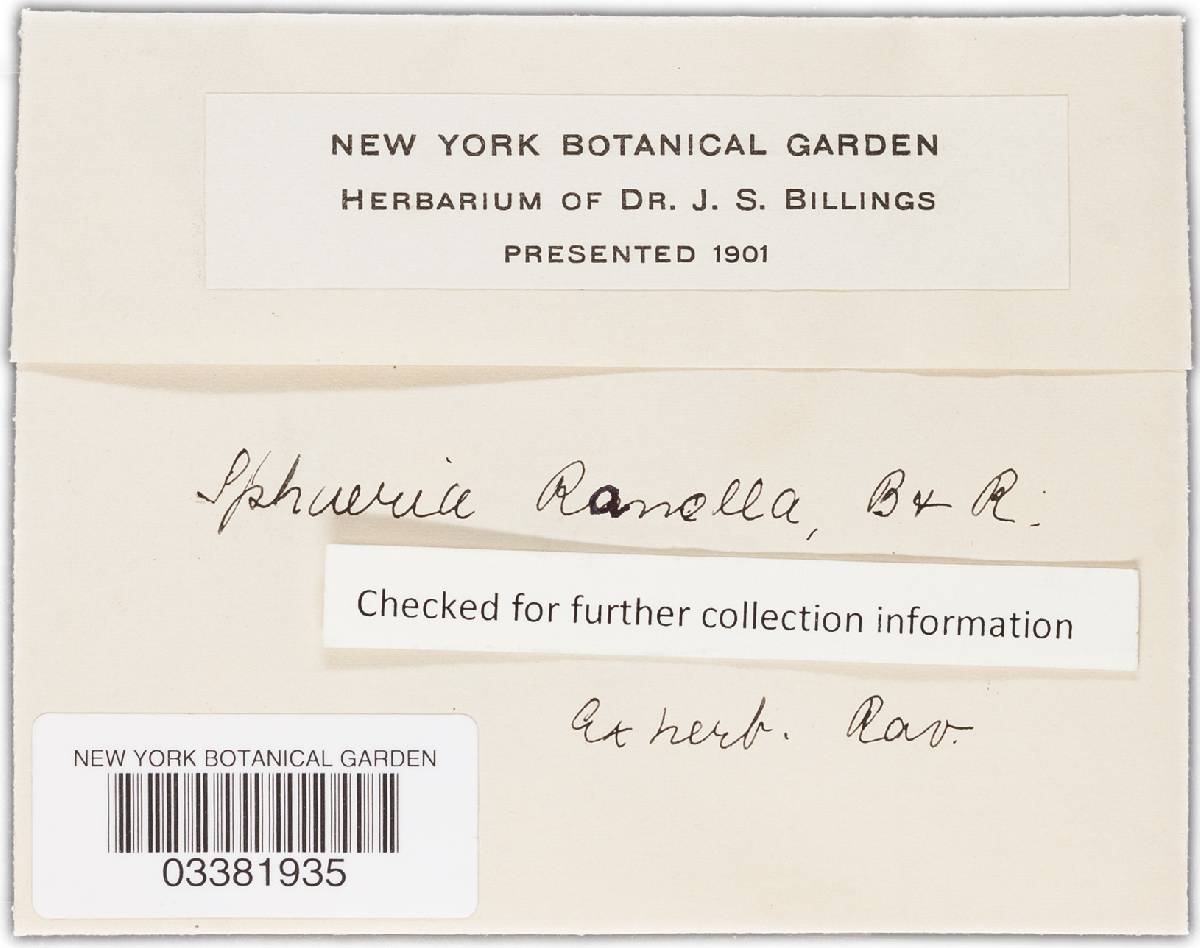 NEW YORK BOTANICAL GARDEN
HERBARIUM OF DR. J. S. BILLINGS
PRESENTED 1901
Sphaeria Ranella, B & R.
Checked for further collection information
Ex herb. Rav.
NEW YORK BOTANICAL GARDEN
03381935